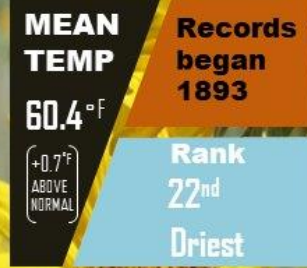 MEAN
TEMP
60.4°F
(+0.7°F
ABOVE
NORMAL)
Records
began
1893
Rank
22nd
Driest